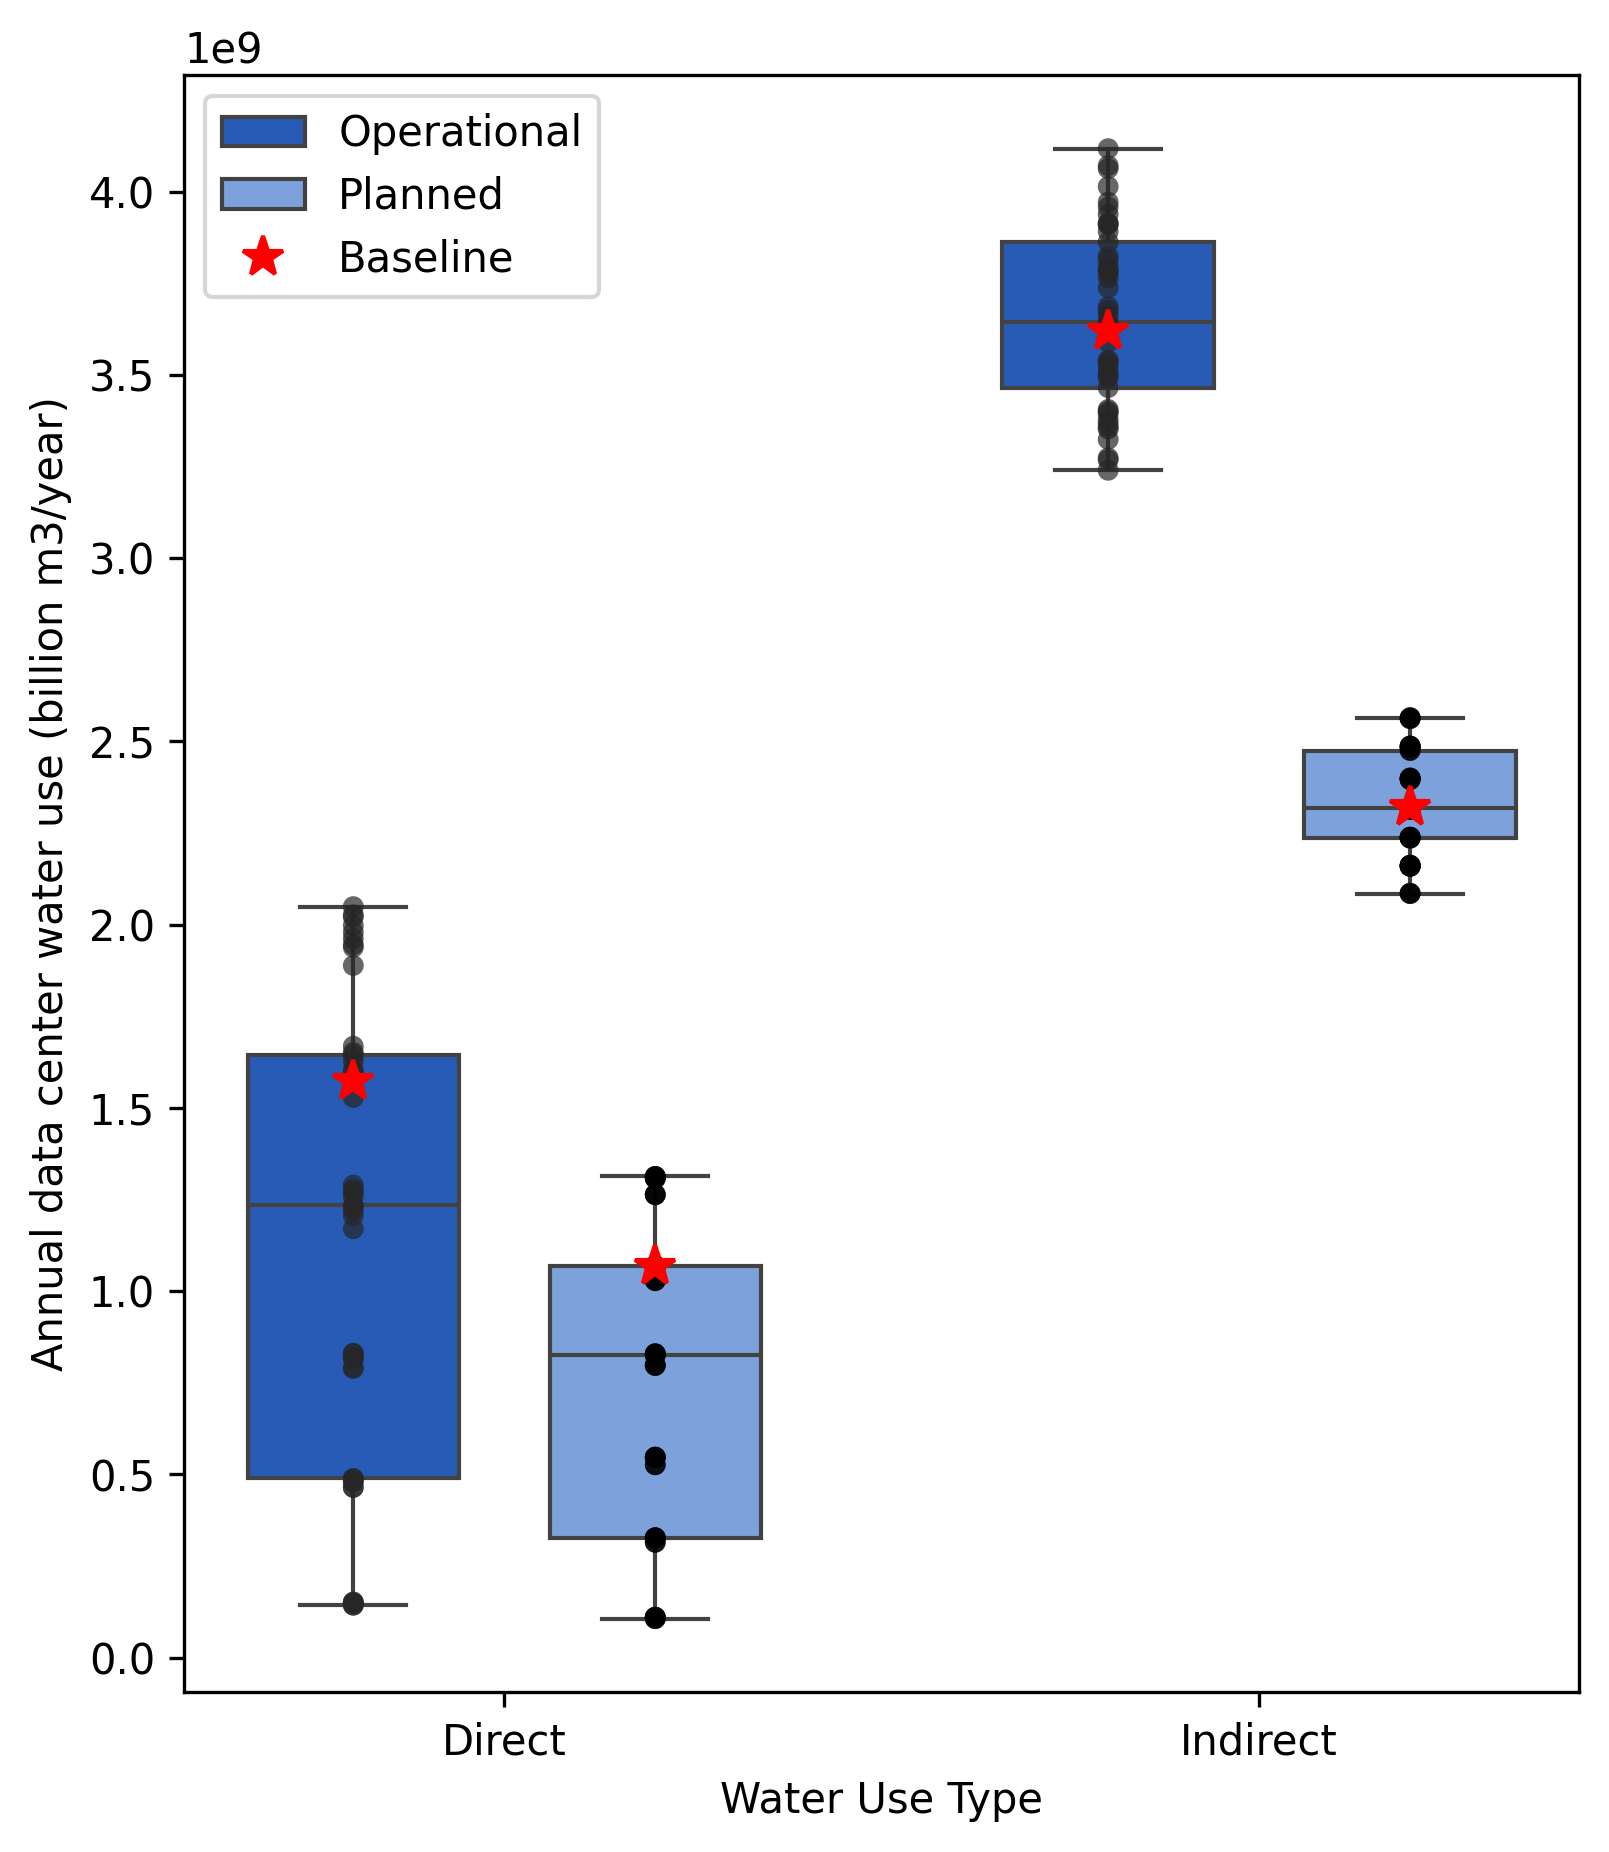 1e9
Operational
Planned
Baseline
4.0
3.5
3.0
2.5
2.0
1.5
1.0
0.5
0.0
Annual data center water use (billion m3/year)
Direct
Indirect
Water Use Type